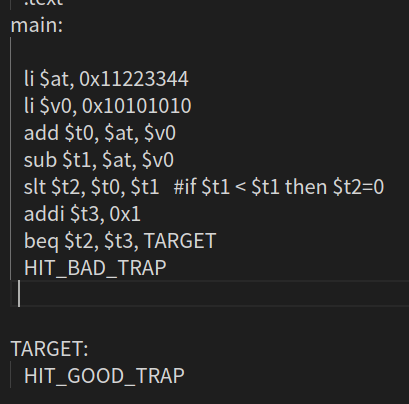 .text
main:
li $at, 0x11223344
li $v0, 0x10101010
add $t0, $at, $v0
sub $t1, $at, $v0
slt $t2, $t0, $t1 #if $t1 < $t1 then $t2=0
addi $t3, 0x1
beq $t2, $t3, TARGET
HIT_BAD_TRAP
TARGET:
HIT_GOOD_TRAP